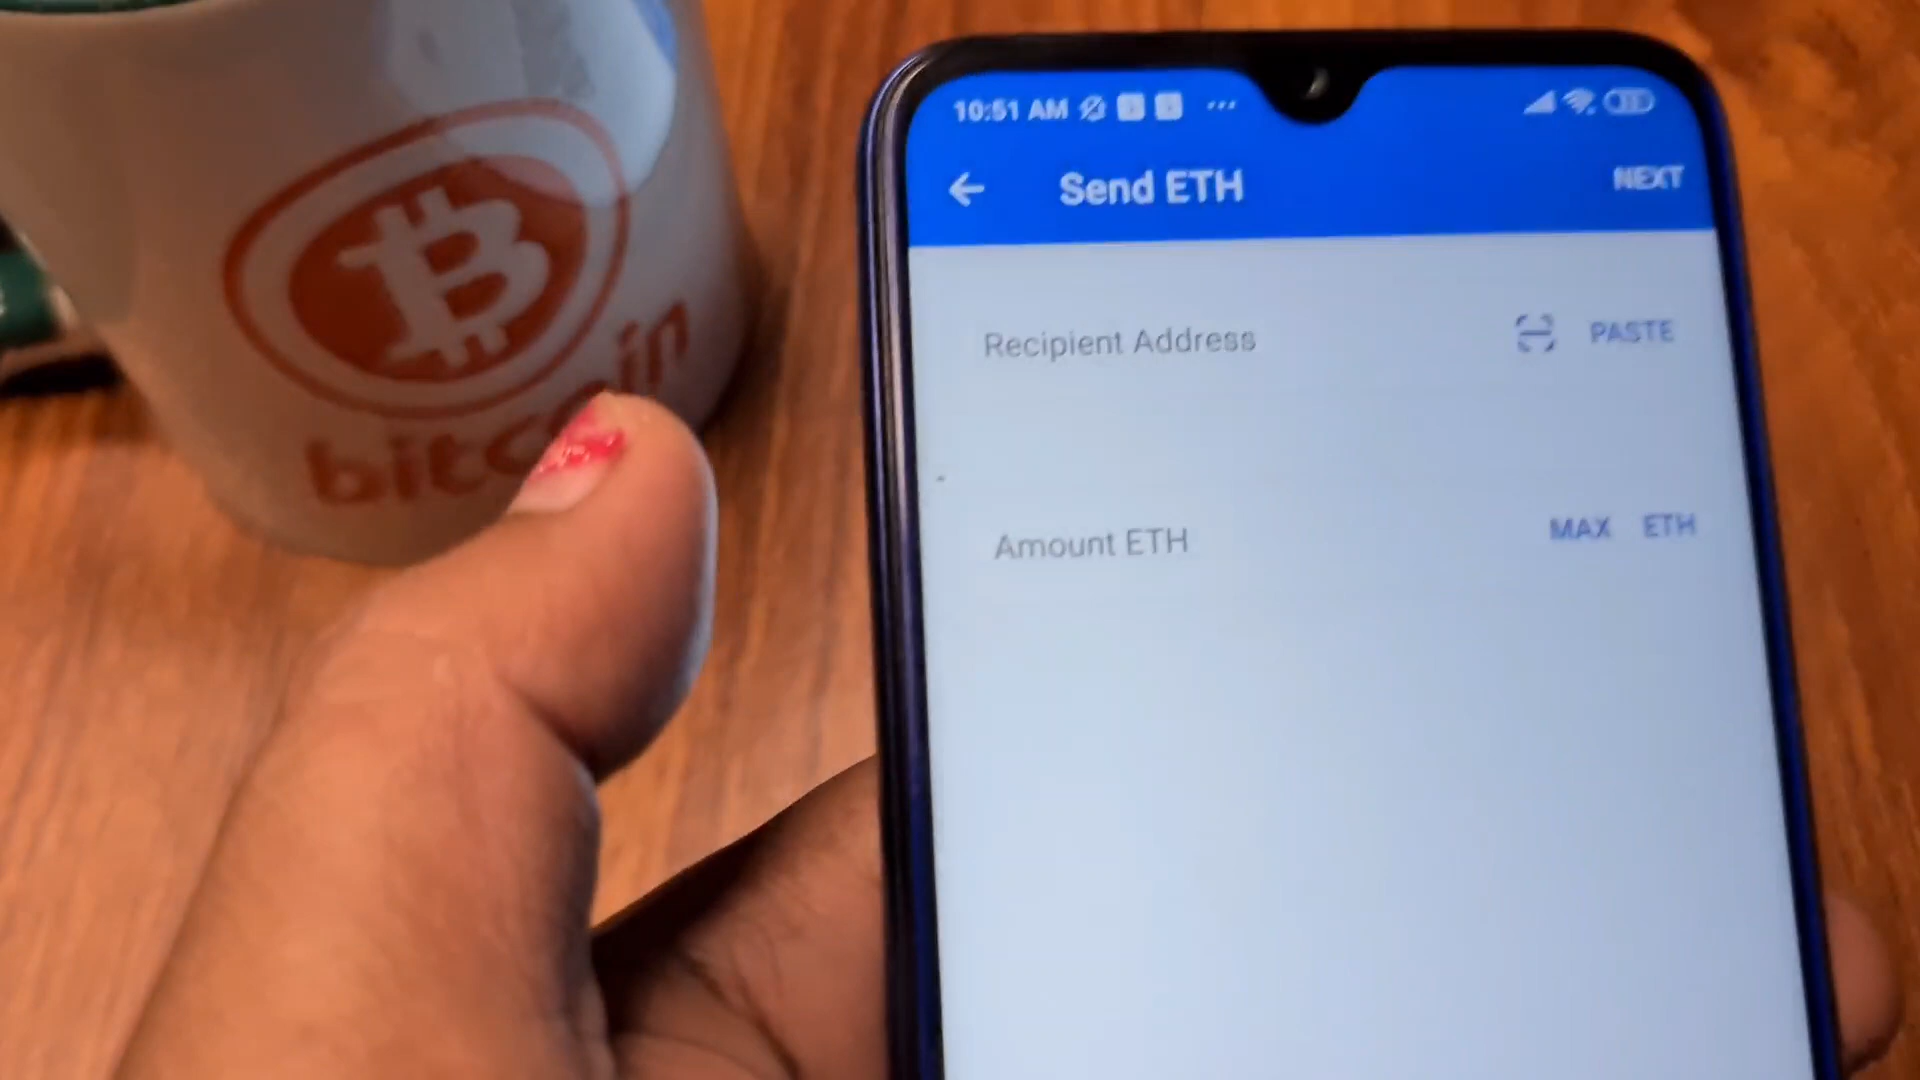 bitcoin
10:51 AM
Send ETH
NEXT
Recipient Address
PASTE
Amount ETH
MAX ETH